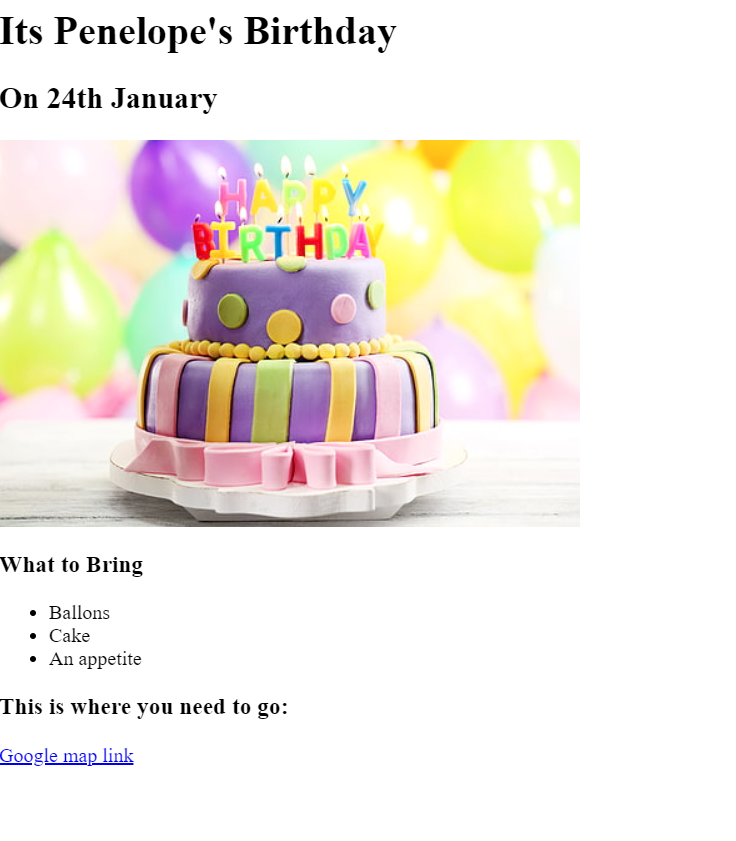 Its Penelope's Birthday
On 24th January
HAPPY
BIRTHDAY
What to Bring
Ballons
Cake
An appetite
This is where you need to go:
Google map link